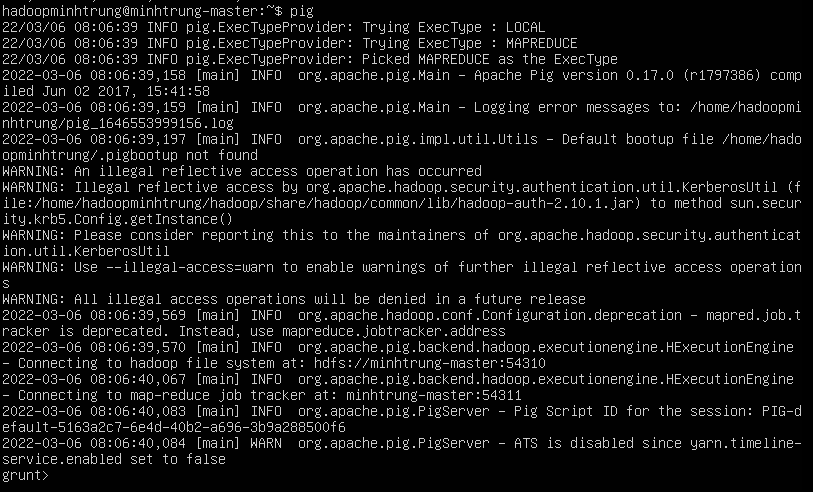 hadoopminhtrung@minhtrung-master:~$ pig
22/03/06 08:06:39 INFO pig.ExecTypeProvider: Trying ExecType : LOCAL
22/03/06 08:06:39 INFO pig.ExecTypeProvider: Trying ExecType : MAPREDUCE
22/03/06 08:06:39 INFO pig.ExecTypeProvider: Picked MAPREDUCE as the ExecType
2022-03-06 08:06:39,158 [main] INFO  org.apache.pig.Main - Apache Pig version 0.17.0 (r1797386) comp
iled Jun 02 2017, 15:41:58
2022-03-06 08:06:39,159 [main] INFO  org.apache.pig.Main - Logging error messages to: /home/hadoopmi
nhtrung/pig_1646553999156.log
2022-03-06 08:06:39,197 [main] INFO  org.apache.pig.impl.util.Utils - Default bootup file /home/hado
opminhtrung/.pigbootup not found
WARNING: An illegal reflective access operation has occurred
WARNING: Illegal reflective access by org.apache.hadoop.security.authentication.util.KerberosUtil (f
ile:/home/hadoopminhtrung/hadoop/share/hadoop/common/lib/hadoop-auth-2.10.1.jar) to method sun.secur
ity.krb5.Config.getInstance()
WARNING: Please consider reporting this to the maintainers of org.apache.hadoop.security.authenticat
ion.util.KerberosUtil
WARNING: Use --illegal-access=warn to enable warnings of further illegal reflective access operation
s
WARNING: All illegal access operations will be denied in a future release
2022-03-06 08:06:39,569 [main] INFO  org.apache.hadoop.conf.Configuration.deprecation - mapred.job.t
racker is deprecated. Instead, use mapreduce.jobtracker.address
2022-03-06 08:06:39,570 [main] INFO  org.apache.pig.backend.hadoop.executionengine.HExecutionEngine
- Connecting to hadoop file system at: hdfs://minhtrung-master:54310
2022-03-06 08:06:40,067 [main] INFO  org.apache.pig.backend.hadoop.executionengine.HExecutionEngine
- Connecting to map-reduce job tracker at: minhtrung-master:54311
2022-03-06 08:06:40,083 [main] INFO  org.apache.pig.PigServer - Pig Script ID for the session: PIG-d
efault-5163a2c7-6e4d-40b2-a696-3b9a288500f6
2022-03-06 08:06:40,084 [main] WARN  org.apache.pig.PigServer - ATS is disabled since yarn.timeline-
service.enabled set to false
grunt>